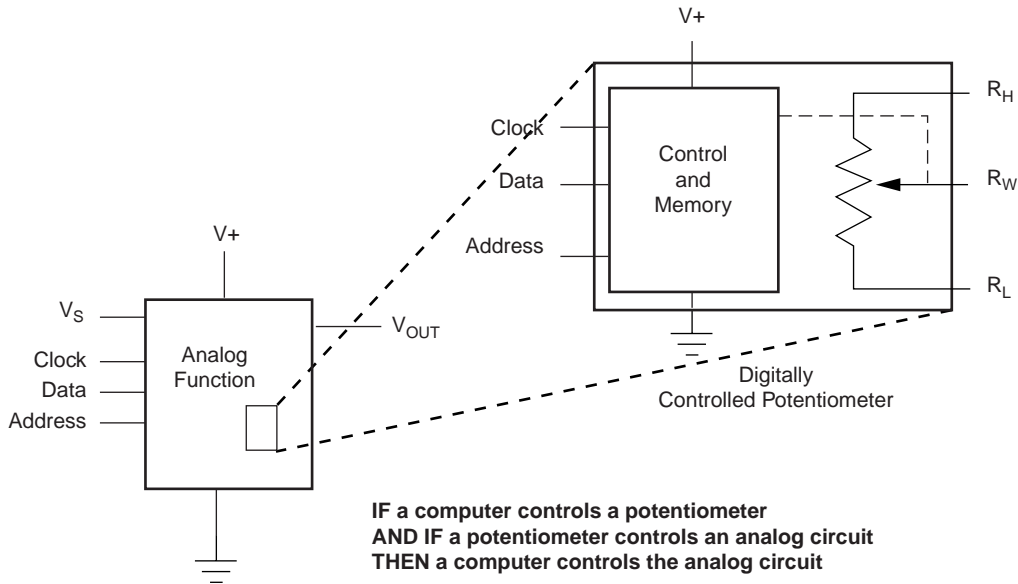 V+
R_H
Clock
Control
and
Memory
Data
R_W
Address
V+
R_L
V_S
V_OUT
Clock
Analog
Function
Data
Address
Digitally
Controlled Potentiometer
IF a computer controls a potentiometer
AND IF a potentiometer controls an analog circuit
THEN a computer controls the analog circuit